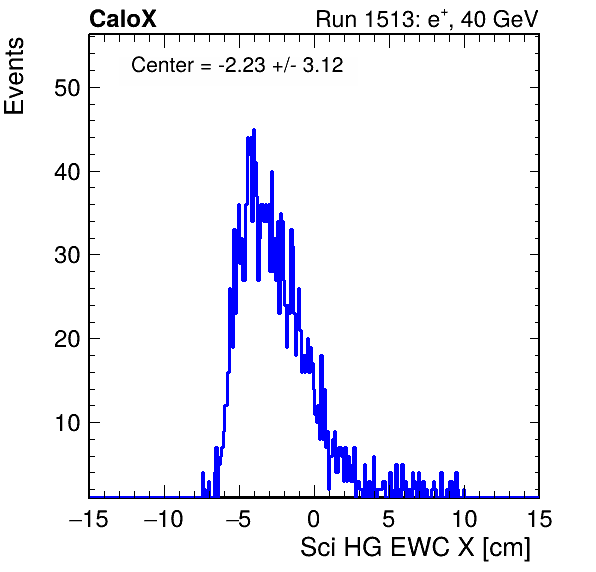 CaloX Run 1513: e⁺, 40 GeV
Center = -2.23 +/- 3.12
Events
50
40
30
20
10
−15 −10 −5 0 5 10 15
Sci HG EWC X [cm]